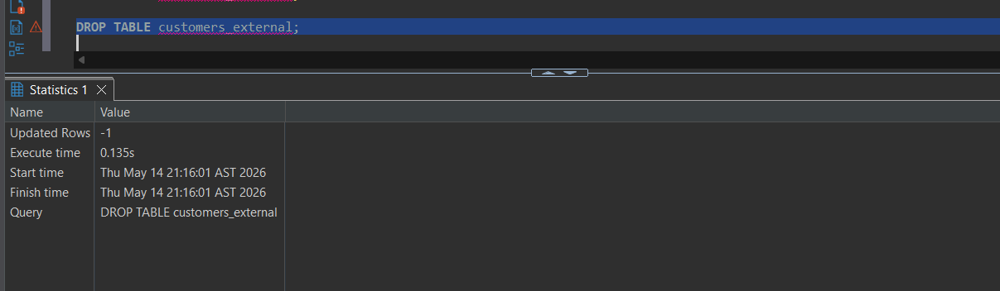 DROP TABLE customers_external;
Statistics 1
Name Value
Updated Rows -1
Execute time 0.135s
Start time Thu May 14 21:16:01 AST 2026
Finish time Thu May 14 21:16:01 AST 2026
Query DROP TABLE customers_external